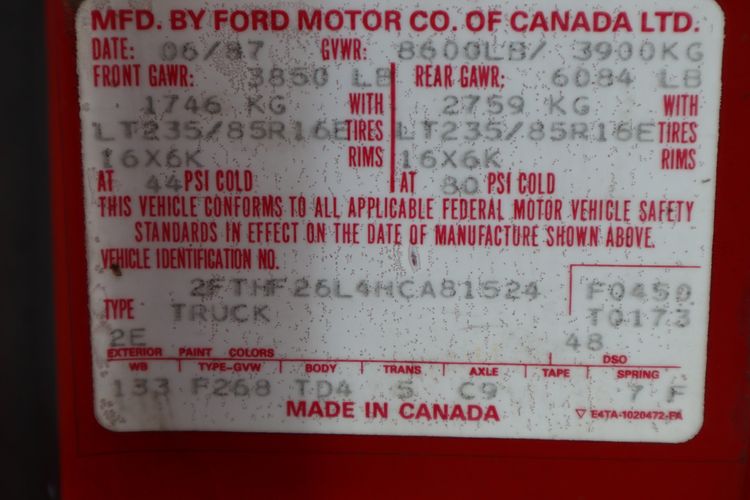 MFD. BY FORD MOTOR CO. OF CANADA LTD.
DATE: 06/87 GVWR: 8600LB/ 3900KG
FRONT GAWR: 3850 LB REAR GAWR: 6084 LB
1746 KG WITH 2759 KG WITH
LT235/85R16E TIRES LT235/85R16E TIRES
16X6K RIMS 16X6K RIMS
AT 44 PSI COLD AT 80 PSI COLD
THIS VEHICLE CONFORMS TO ALL APPLICABLE FEDERAL MOTOR VEHICLE SAFETY
STANDARDS IN EFFECT ON THE DATE OF MANUFACTURE SHOWN ABOVE.
VEHICLE IDENTIFICATION NO.
2FTHF26L4HCA81524 F0450
TYPE TRUCK T0173
2E 48
EXTERIOR PAINT COLORS DSO
WB TYPE-GVW BODY TRANS AXLE TAPE SPRING
133 F268 TD4 5 C9 7 F
MADE IN CANADA ▽ E4TA-1020472-PA